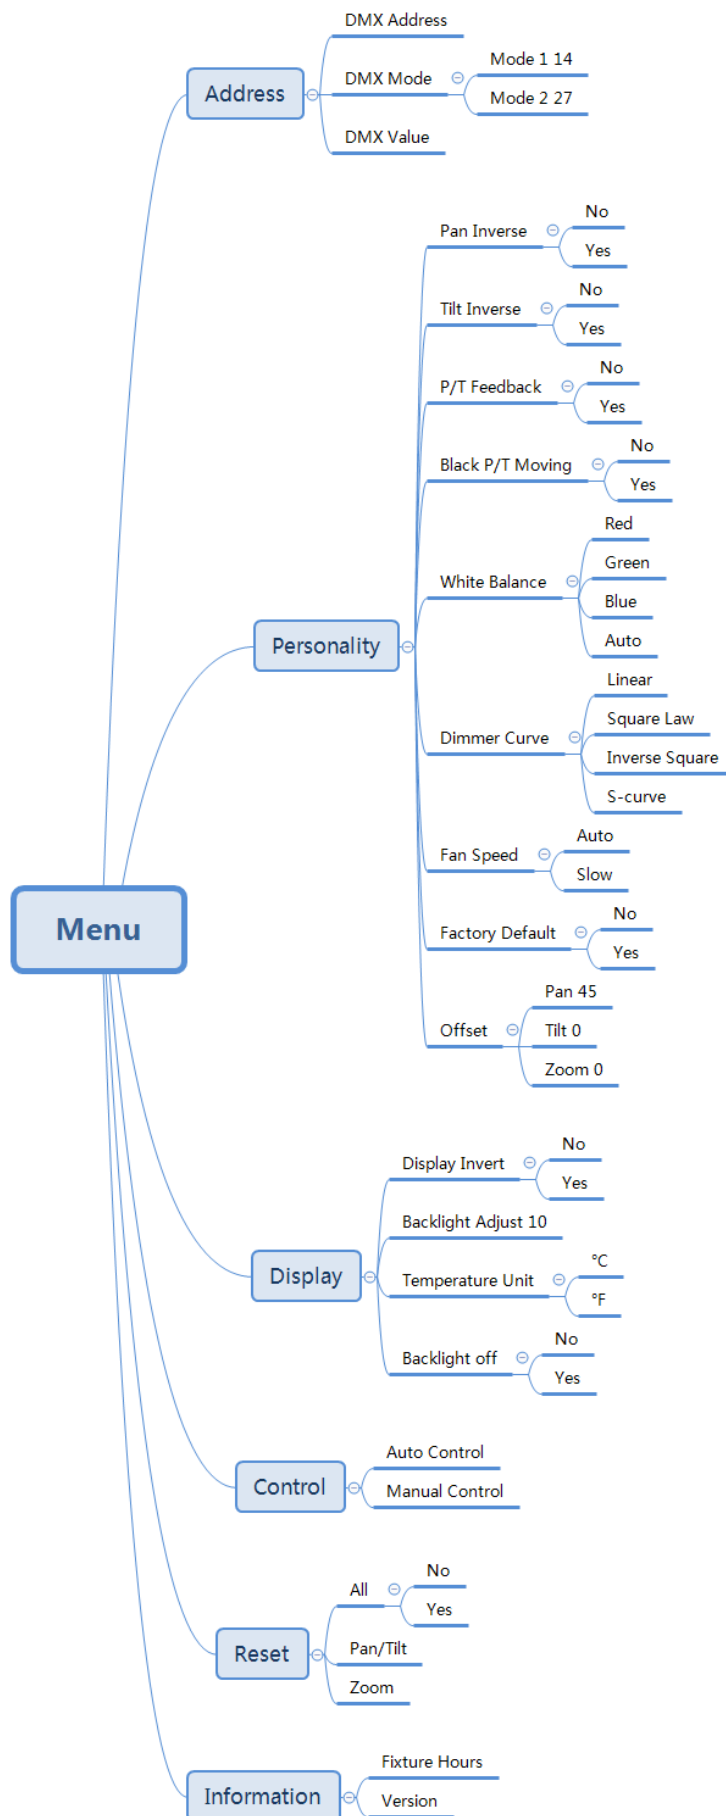 Menu
Address
DMX Address
DMX Mode
Mode 1 14
Mode 2 27
DMX Value
Personality
Pan Inverse
No
Yes
Tilt Inverse
No
Yes
P/T Feedback
No
Yes
Black P/T Moving
No
Yes
White Balance
Red
Green
Blue
Auto
Dimmer Curve
Linear
Square Law
Inverse Square
S-curve
Fan Speed
Auto
Slow
Factory Default
No
Yes
Offset
Pan 45
Tilt 0
Zoom 0
Display
Display Invert
No
Yes
Backlight Adjust 10
Temperature Unit
°C
°F
Backlight off
No
Yes
Control
Auto Control
Manual Control
Reset
All
No
Yes
Pan/Tilt
Zoom
Information
Fixture Hours
Version